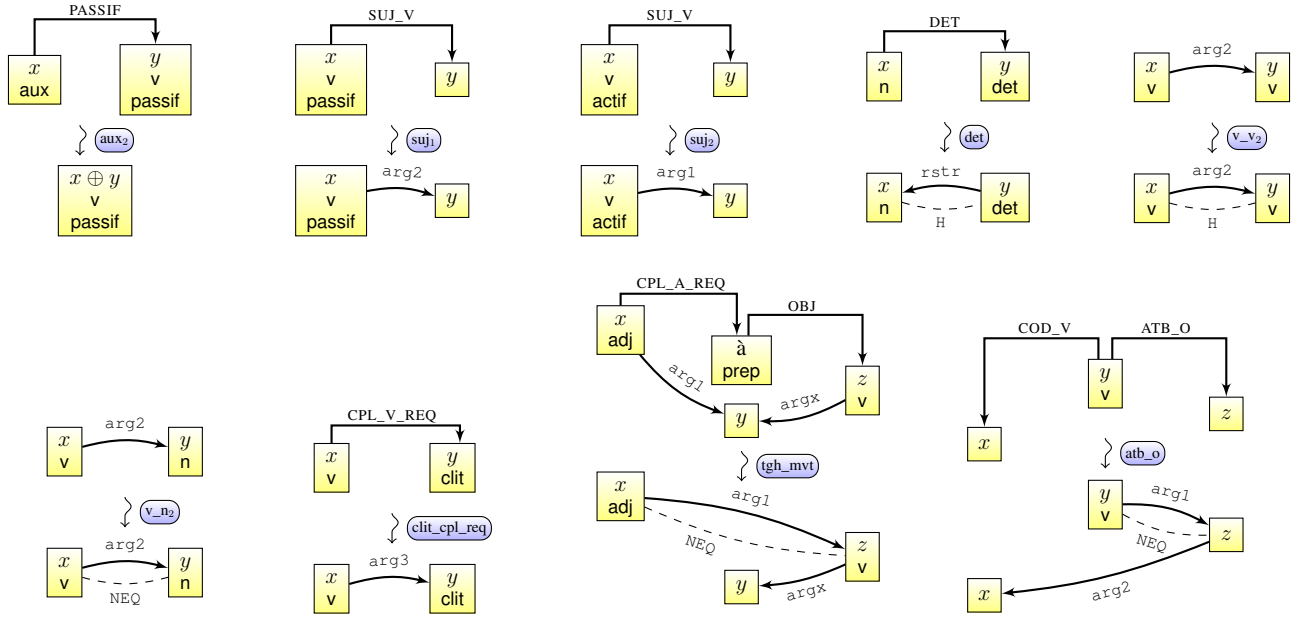 PASSIF
x
aux
y
v
passif
aux₂
x ⊕ y
v
passif
SUJ_V
x
v
passif
y
suj₁
x
v
passif
arg2
y
SUJ_V
x
v
actif
y
suj₂
x
v
actif
arg1
y
DET
x
n
y
det
det
x
n
rstr
H
y
det
arg2
x
v
y
v
v_v₂
arg2
x
v
y
v
H
arg2
x
v
y
n
v_n₂
arg2
x
v
y
n
NEQ
CPL_V_REQ
x
v
y
clit
clit_cpl_req
arg3
x
v
y
clit
CPL_A_REQ
OBJ
x
adj
à
prep
z
v
arg1
argx
y
tgh_mvt
x
adj
arg1
NEQ
z
v
y
argx
COD_V
ATB_O
y
v
z
x
atb_o
y
v
arg1
NEQ
z
x
arg2